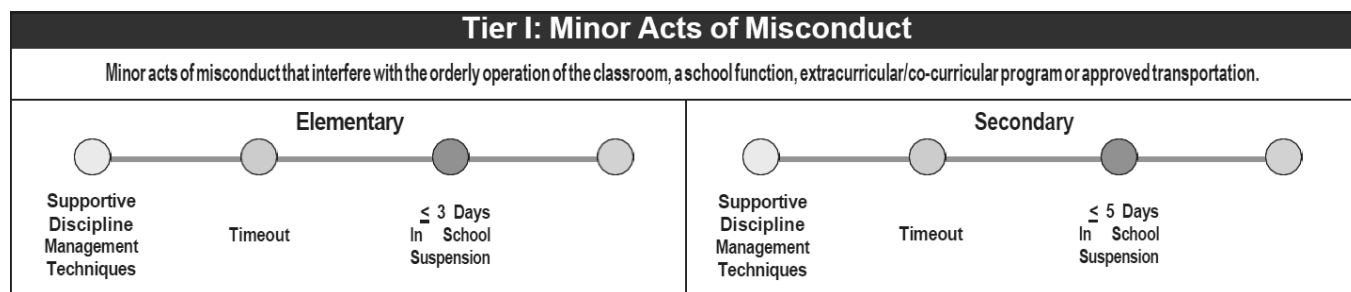 Tier I: Minor Acts of Misconduct
Minor acts of misconduct that interfere with the orderly operation of the classroom, a school function, extracurricular/co-curricular program or approved transportation.
Elementary
Supportive
Discipline
Management
Techniques
Timeout
≤ 3 Days
In School
Suspension
Secondary
Supportive
Discipline
Management
Techniques
Timeout
≤ 5 Days
In School
Suspension